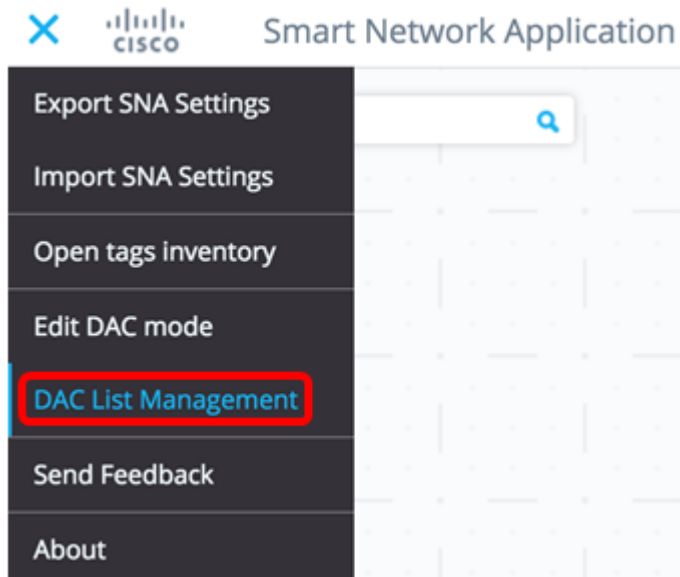 cisco Smart Network Application
Export SNA Settings
Import SNA Settings
Open tags inventory
Edit DAC mode
DAC List Management
Send Feedback
About